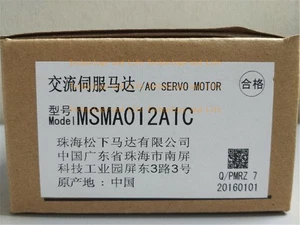 交流伺服马达/AC SERVO MOTOR
合格
型号
Model MSMA012A1C
珠海松下马达有限公司
中国广东省珠海市南屏
科技工业园屏东3路3号
原产地：中国
Q/PMRZ 7
20160101